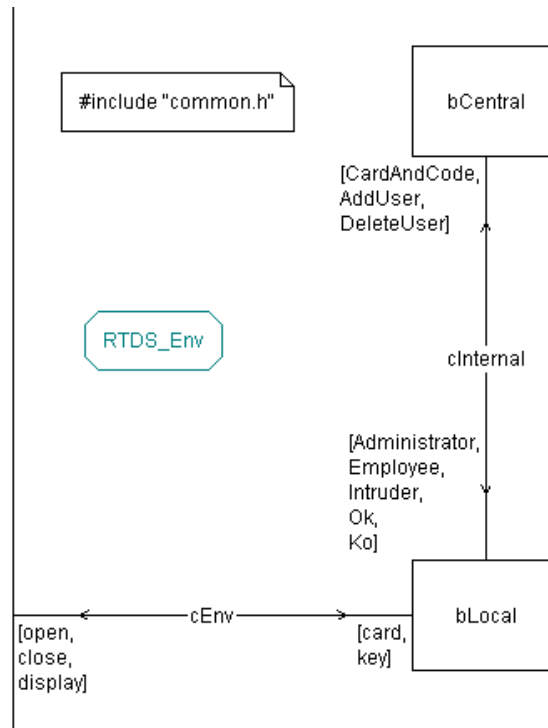 #include "common.h"
bCentral
[CardAndCode,
AddUser,
DeleteUser]
RTDS_Env
cInternal
[Administrator,
Employee,
Intruder,
Ok,
Ko]
cEnv
bLocal
[open,
close,
display]
[card,
key]